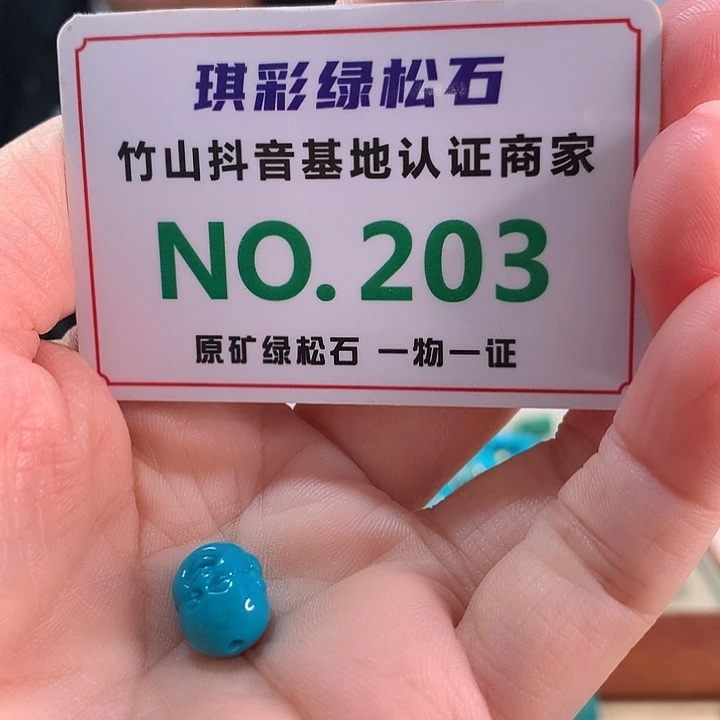 琪彩绿松石
竹山抖音基地认证商家
NO.203
原矿绿松石 一物一证